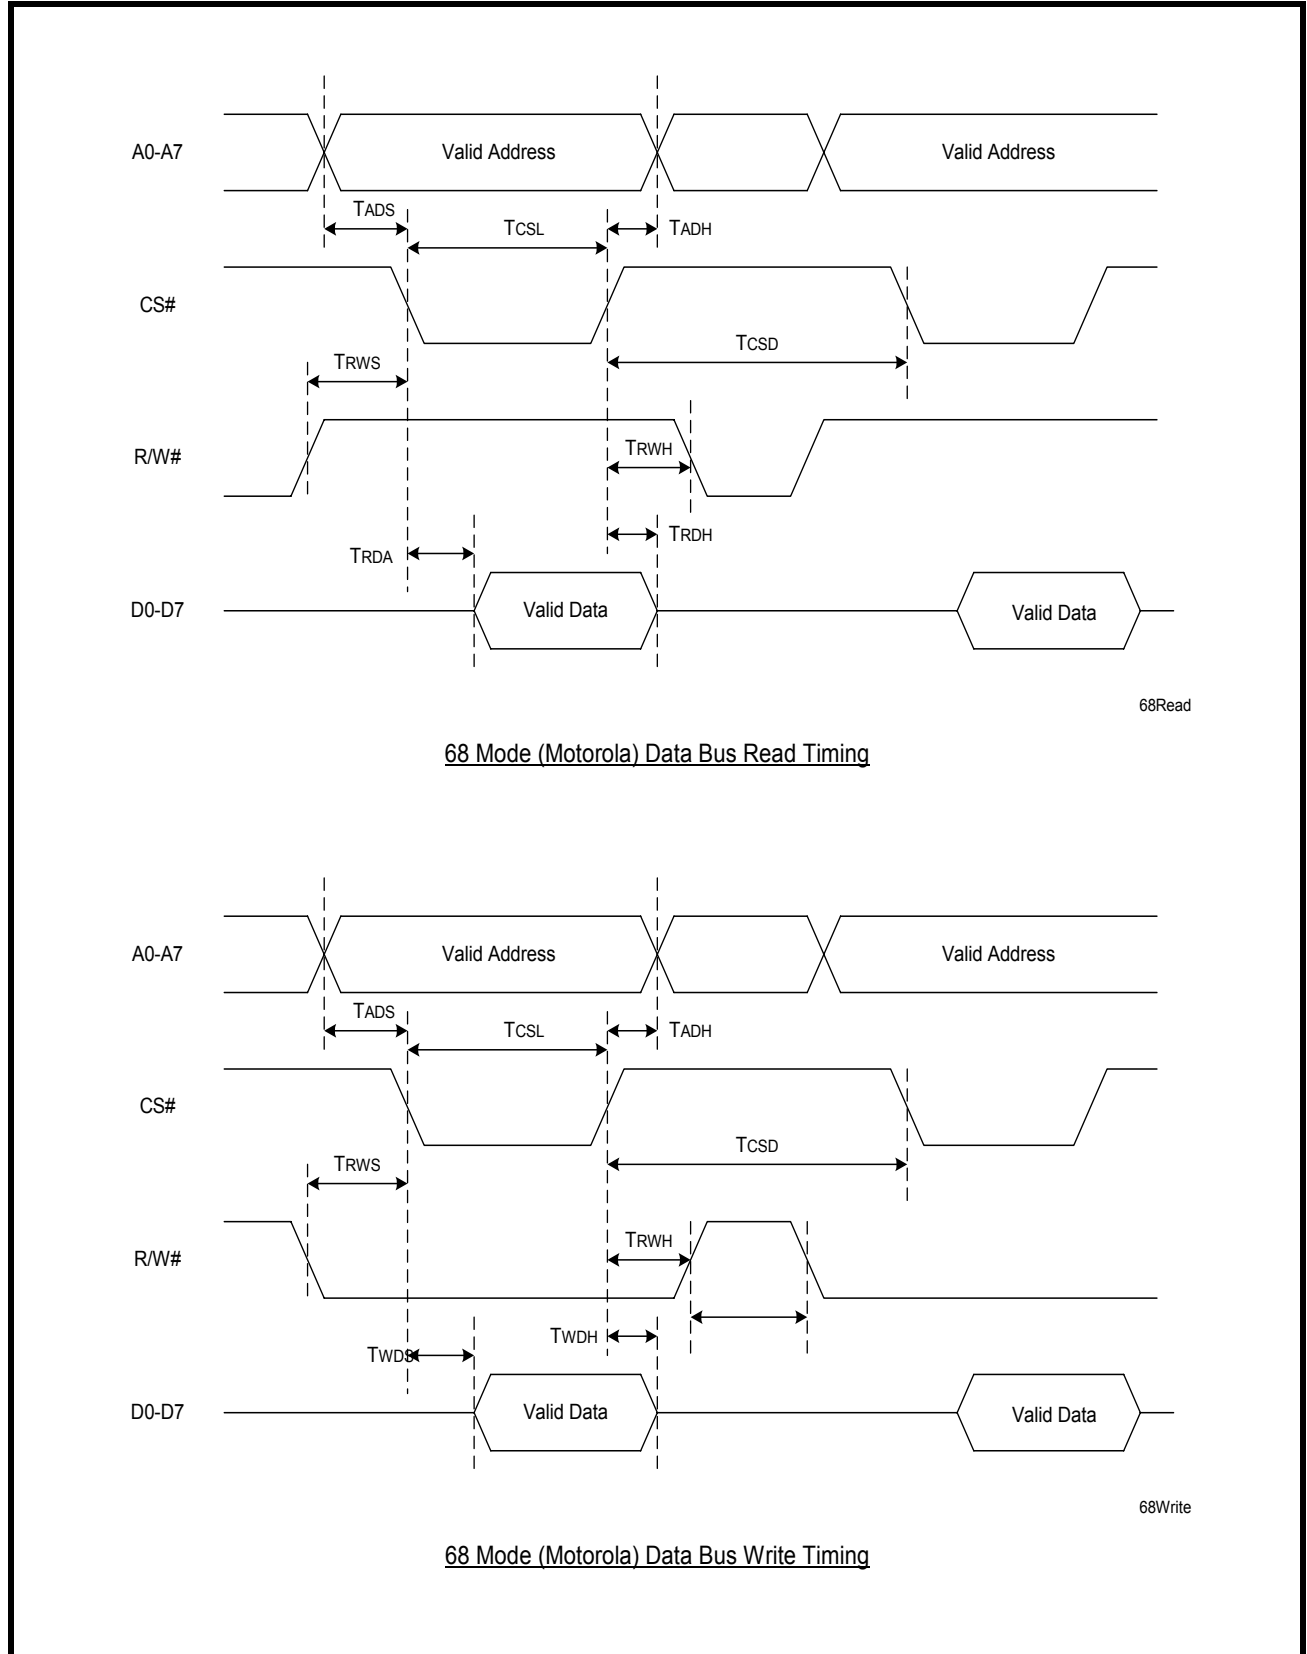 A0-A7
Valid Address
Valid Address
TADS
TCSL
TADH
CS#
TCSD
TRWS
R/W#
TRWH
TRDH
TRDA
D0-D7
Valid Data
Valid Data
68Read
68 Mode (Motorola) Data Bus Read Timing
A0-A7
Valid Address
Valid Address
TADS
TCSL
TADH
CS#
TCSD
TRWS
R/W#
TRWH
TWDH
TWDS
D0-D7
Valid Data
Valid Data
68Write
68 Mode (Motorola) Data Bus Write Timing